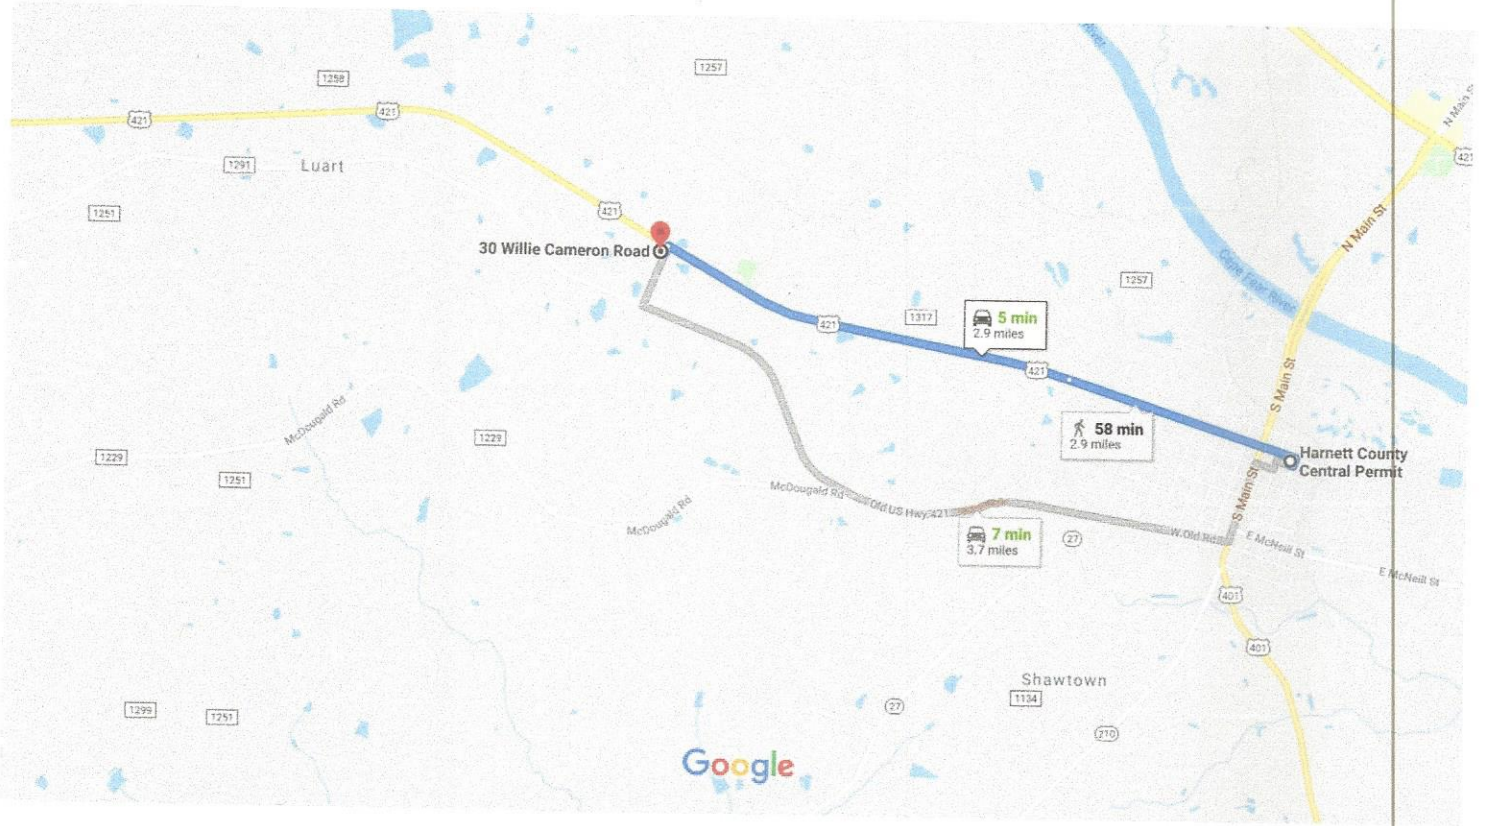 River
1257
1258
N Main St
421
421
421
1291
Luart
1251
421
N Main St
30 Willie Cameron Road
Cape Fear River
1257
1317
5 min
2.9 miles
421
421
S Main St
McDougald Rd
58 min
2.9 miles
1229
1229
1251
Harnett County
Central Permit
McDougald Rd
S Main St
McDougald Rd
Old US Hwy 421
7 min
3.7 miles
27
W Old Rd
E McNeill St
E McNeill St
401
401
Shawtown
1134
27
1299
1251
210
Google